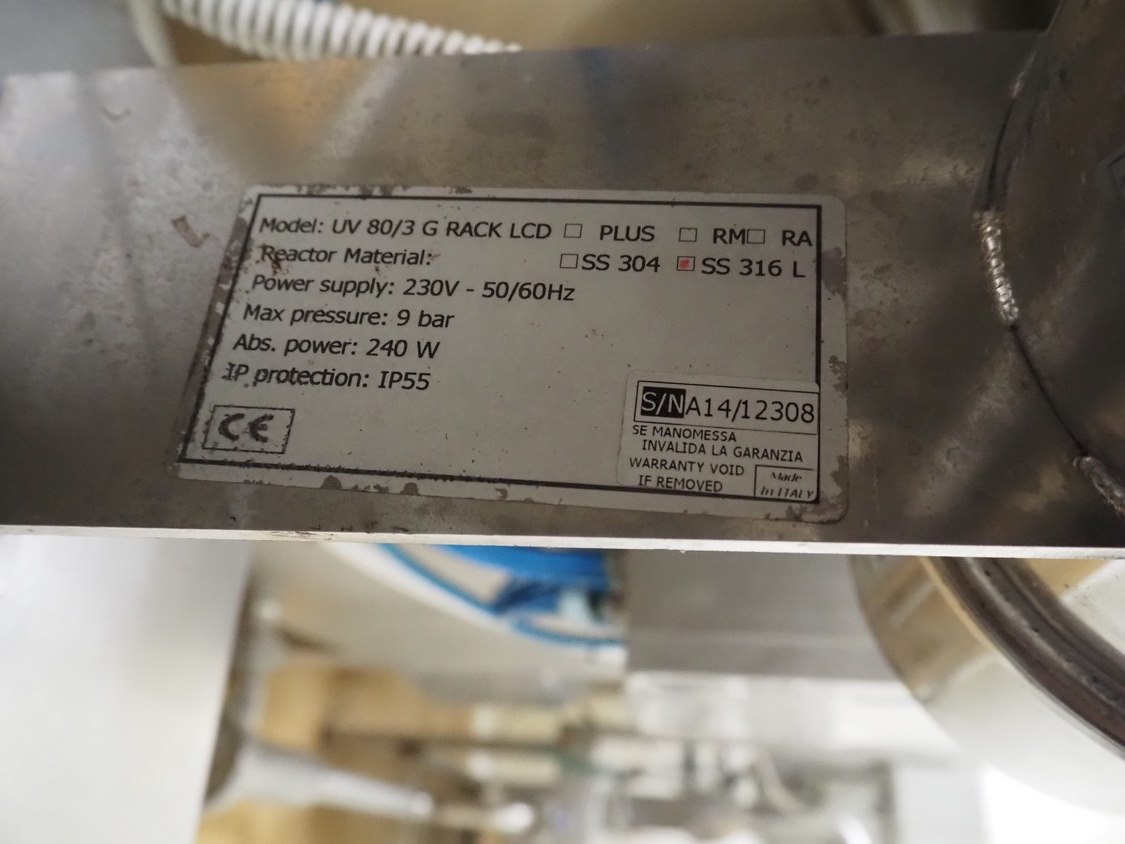 Model: UV 80/3 G RACK LCD ☐ PLUS ☐ RM☐ RA
Reactor Material: ☐SS 304 ☒SS 316 L
Power supply: 230V - 50/60Hz
Max pressure: 9 bar
Abs. power: 240 W
IP protection: IP55
CE
S/NA14/12308
SE MANOMESSA
INVALIDA LA GARANZIA
WARRANTY VOID
IF REMOVED
Made
In ITALY